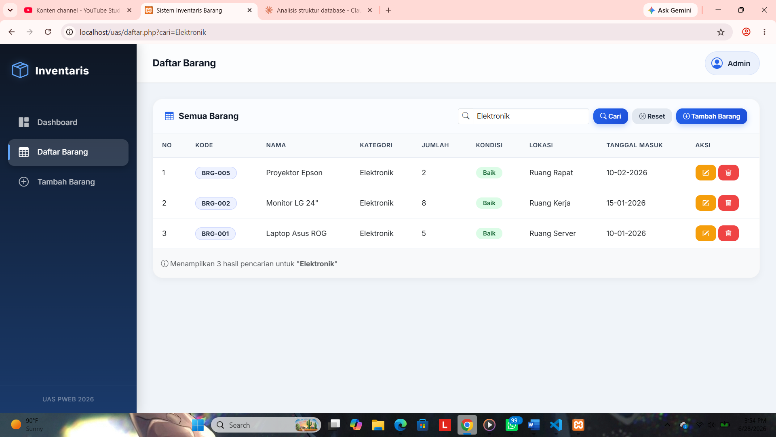 Konten channel - YouTube Stud
Sistem Inventaris Barang
Analisis struktur database - Cla
Ask Gemini
localhost/uas/daftar.php?cari=Elektronik
Inventaris
Daftar Barang
Admin
Dashboard
Daftar Barang
Tambah Barang
Semua Barang
Elektronik
Cari
Reset
Tambah Barang
NO KODE NAMA KATEGORI JUMLAH KONDISI LOKASI TANGGAL MASUK AKSI
1 BRG-005 Proyektor Epson Elektronik 2 Baik Ruang Rapat 10-02-2026
2 BRG-002 Monitor LG 24" Elektronik 8 Baik Ruang Kerja 15-01-2026
3 BRG-001 Laptop Asus ROG Elektronik 5 Baik Ruang Server 10-01-2026
Menampilkan 3 hasil pencarian untuk "Elektronik"
UAS PWEB 2026
Search